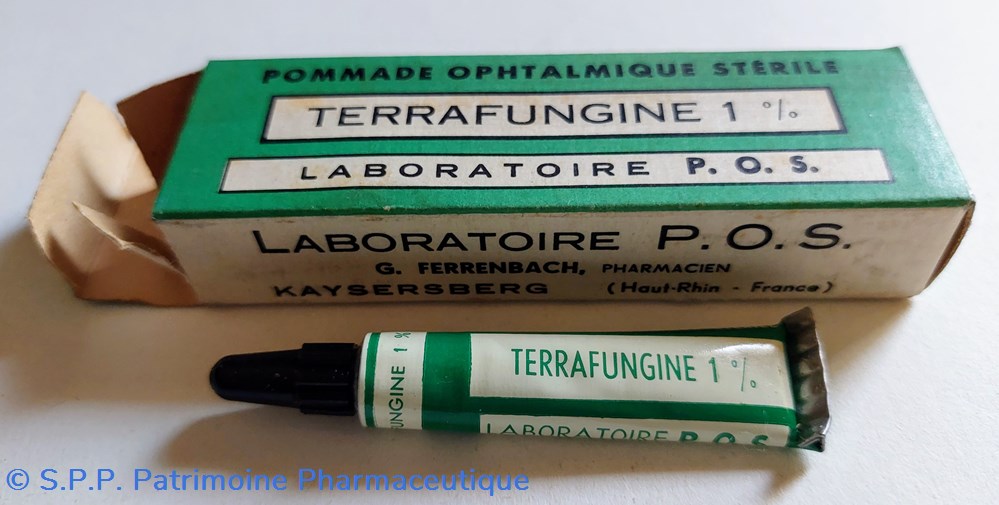 POMMADE OPHTALMIQUE STÉRILE
TERRAFUNGINE 1 %
LABORATOIRE P.O.S.
LABORATOIRE P.O.S.
G. FERRENBACH, PHARMACIEN
KAYSERSBERG (Haut-Rhin - France)
UNGINE 1 %
TERRAFUNGINE 1 %
LABORATOIRE P.O.S.
© S.P.P. Patrimoine Pharmaceutique